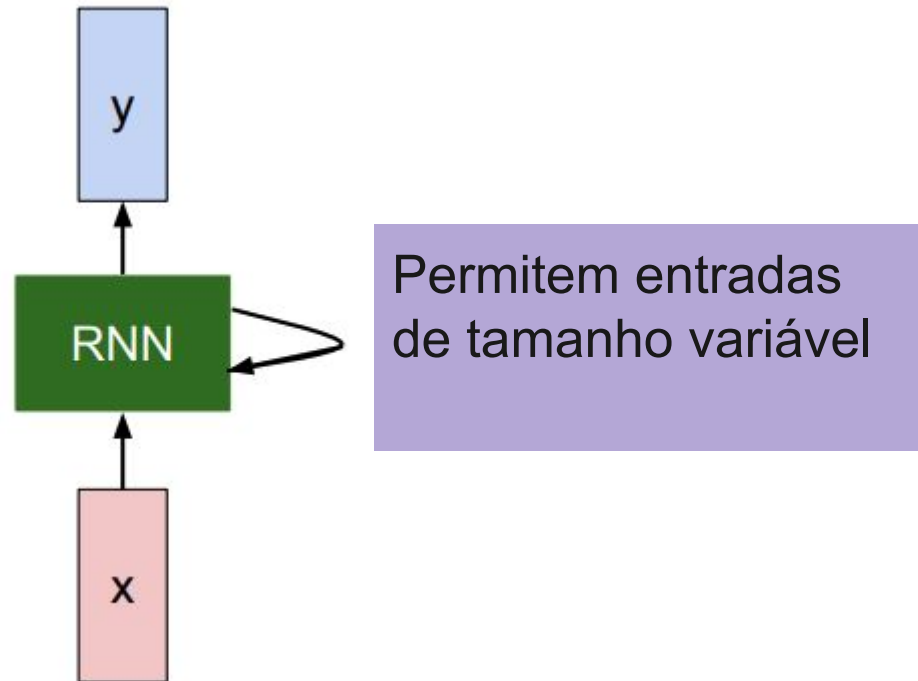 y
RNN
Permitem entradas
de tamanho variável
x